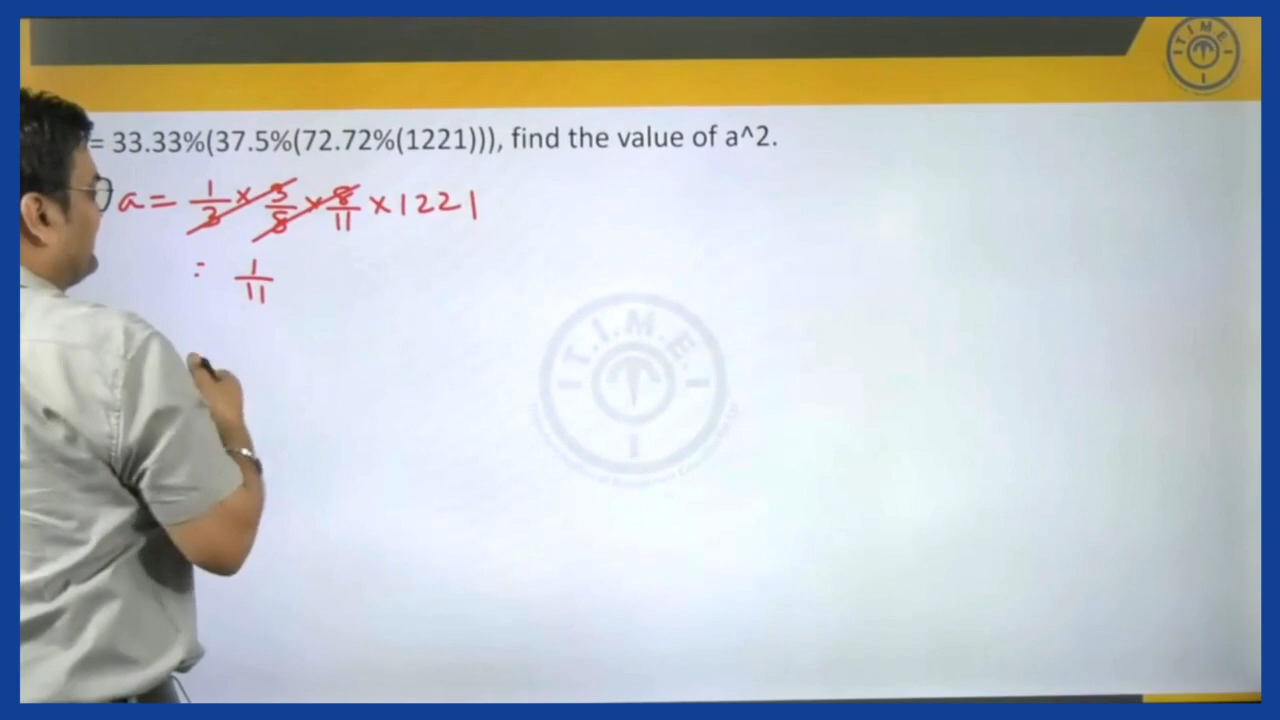 T.I.M.E.
= 33.33%(37.5%(72.72%(1221))), find the value of a^2.
a = 1/3 × 3/8 × 8/11 × 1221
= 1/11
T.I.M.E.